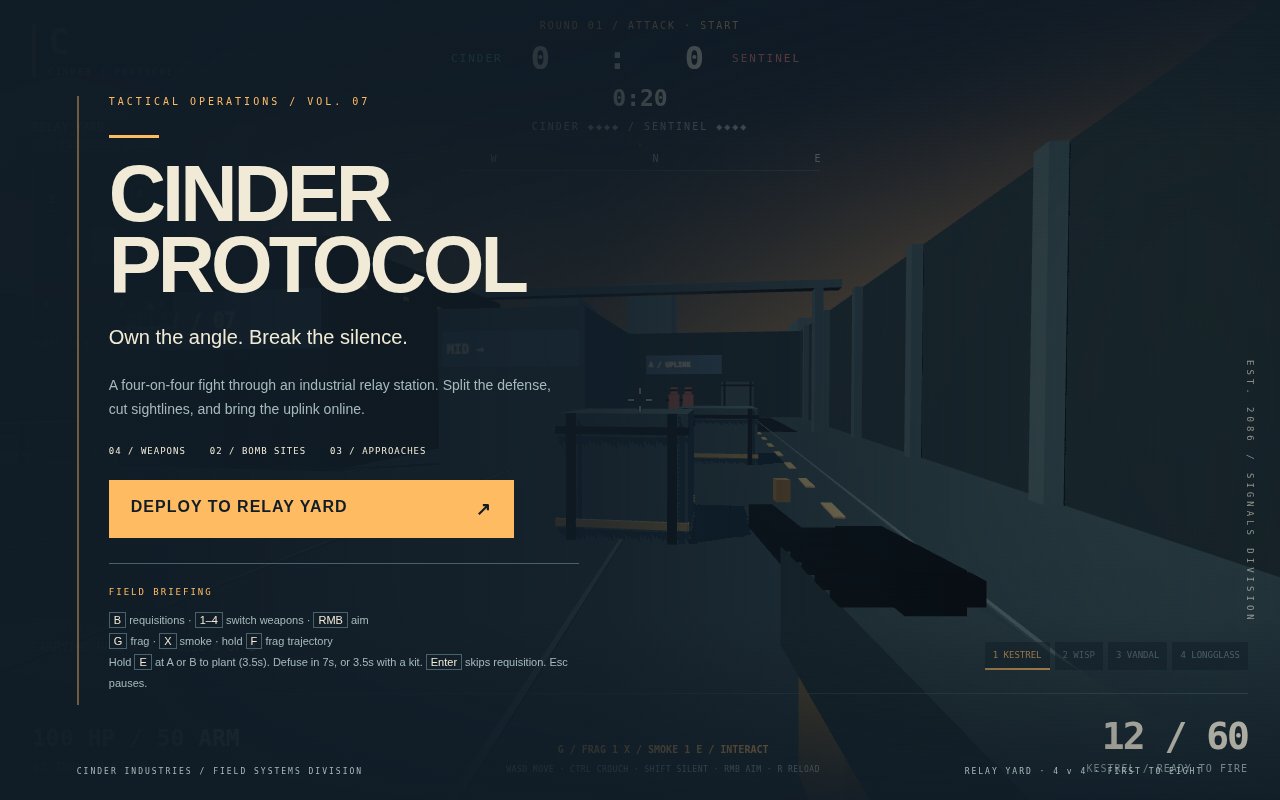 ROUND 01 / ATTACK · START
CINDER 0 : 0 SENTINEL
0:20
CINDER ◆◆◆◆ / SENTINEL ◆◆◆◆
W N E
TACTICAL OPERATIONS / VOL. 07
CINDER
PROTOCOL
Own the angle. Break the silence.
MID →
A / UPLINK
A four-on-four fight through an industrial relay station. Split the defense,
cut sightlines, and bring the uplink online.
04 / WEAPONS 02 / BOMB SITES 03 / APPROACHES
DEPLOY TO RELAY YARD ↗
FIELD BRIEFING
B requisitions · 1–4 switch weapons · RMB aim
G frag · X smoke · hold F frag trajectory
Hold E at A or B to plant (3.5s). Defuse in 7s, or 3.5s with a kit. Enter skips requisition. Esc
pauses.
EST. 2086 / SIGNALS DIVISION
1 KESTREL 2 WISP 3 VANDAL 4 LONGGLASS
100 HP / 50 ARM
12 / 60
G / FRAG 1 X / SMOKE 1 E / INTERACT
WASD MOVE · CTRL CROUCH · SHIFT SILENT · RMB AIM · R RELOAD
KESTREL / READY TO FIRE
CINDER INDUSTRIES / FIELD SYSTEMS DIVISION
RELAY YARD · 4 v 4 · FIRST TO EIGHT